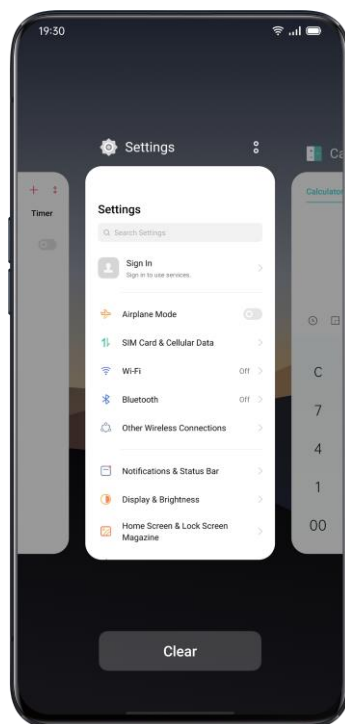 19:30
Settings
Ca
Timer
Settings
Search Settings
Sign In
Sign in to use services.
Airplane Mode
SIM Card & Cellular Data
Wi-Fi
Off
Bluetooth
Off
Other Wireless Connections
Notifications & Status Bar
Display & Brightness
Home Screen & Lock Screen
Magazine
Calculator
C
7
4
1
00
Clear